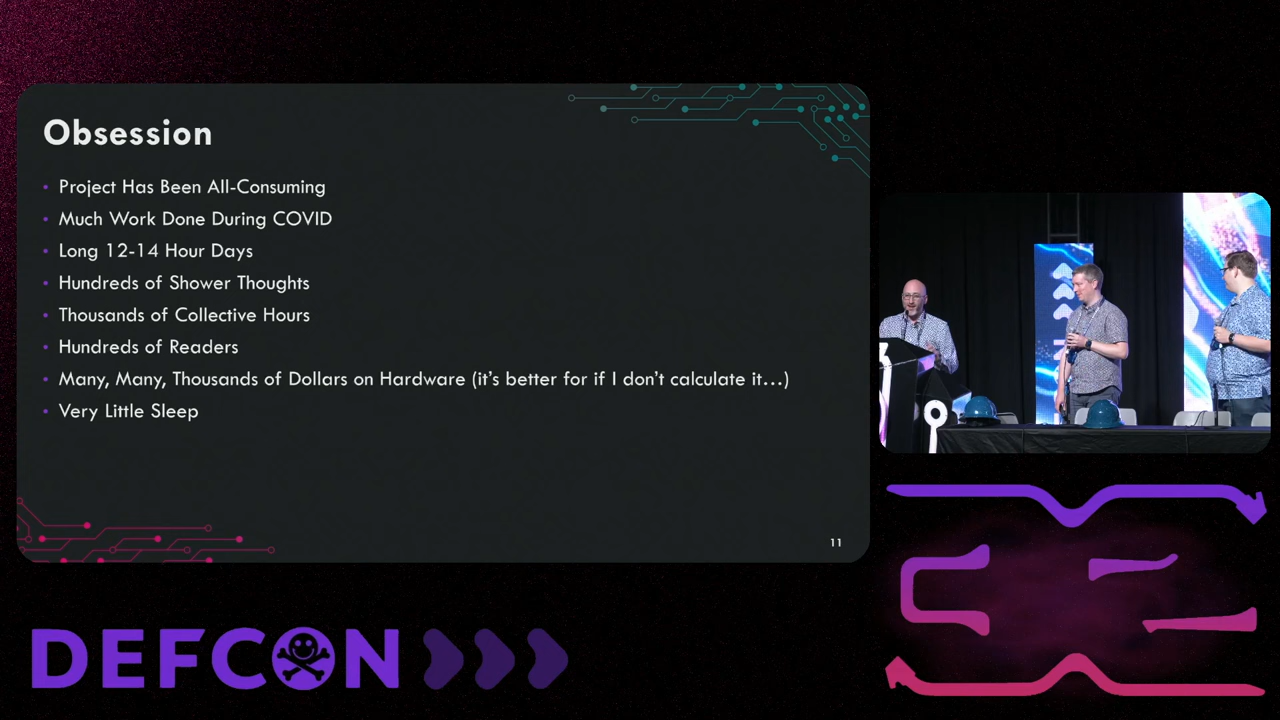 Obsession
• Project Has Been All-Consuming
• Much Work Done During COVID
• Long 12-14 Hour Days
• Hundreds of Shower Thoughts
• Thousands of Collective Hours
• Hundreds of Readers
• Many, Many, Thousands of Dollars on Hardware (it's better for if I don't calculate it…)
• Very Little Sleep
11
DEFCON